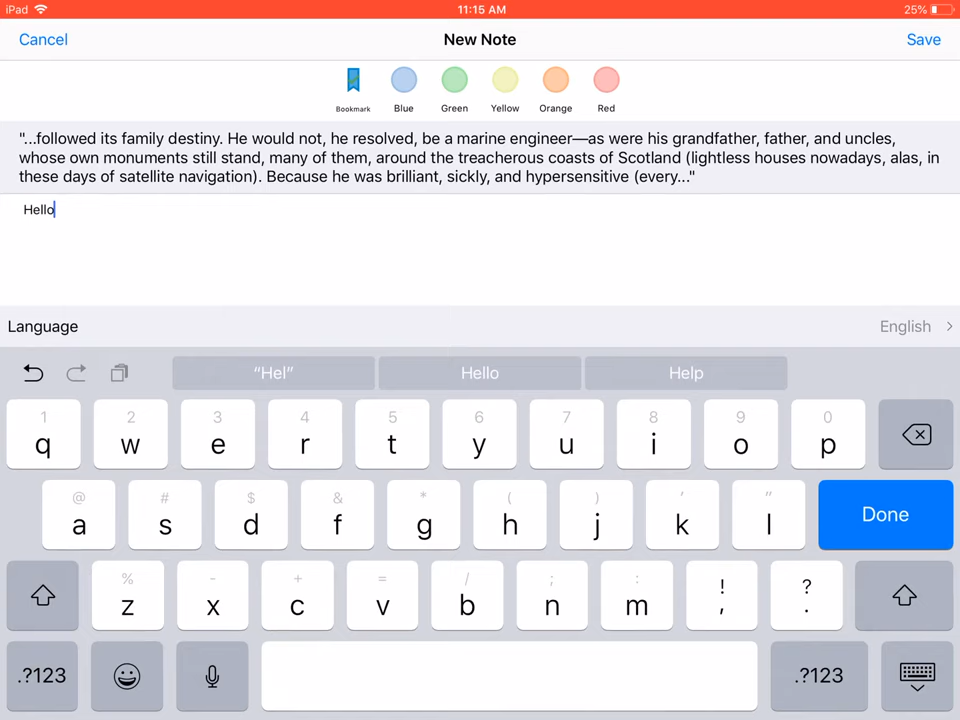 iPad 11:15 AM 25%
Cancel New Note Save
Bookmark Blue Green Yellow Orange Red
"...followed its family destiny. He would not, he resolved, be a marine engineer—as were his grandfather, father, and uncles,
whose own monuments still stand, many of them, around the treacherous coasts of Scotland (lightless houses nowadays, alas, in
these days of satellite navigation). Because he was brilliant, sickly, and hypersensitive (every..."
Hello
Language English >
“Hel” Hello Help
1 2 3 4 5 6 7 8 9 0
q w e r t y u i o p
@ # $ & * ( ) ' "
a s d f g h j k l Done
% - + = / ; : ! ?
z x c v b n m , .
.?123 .?123